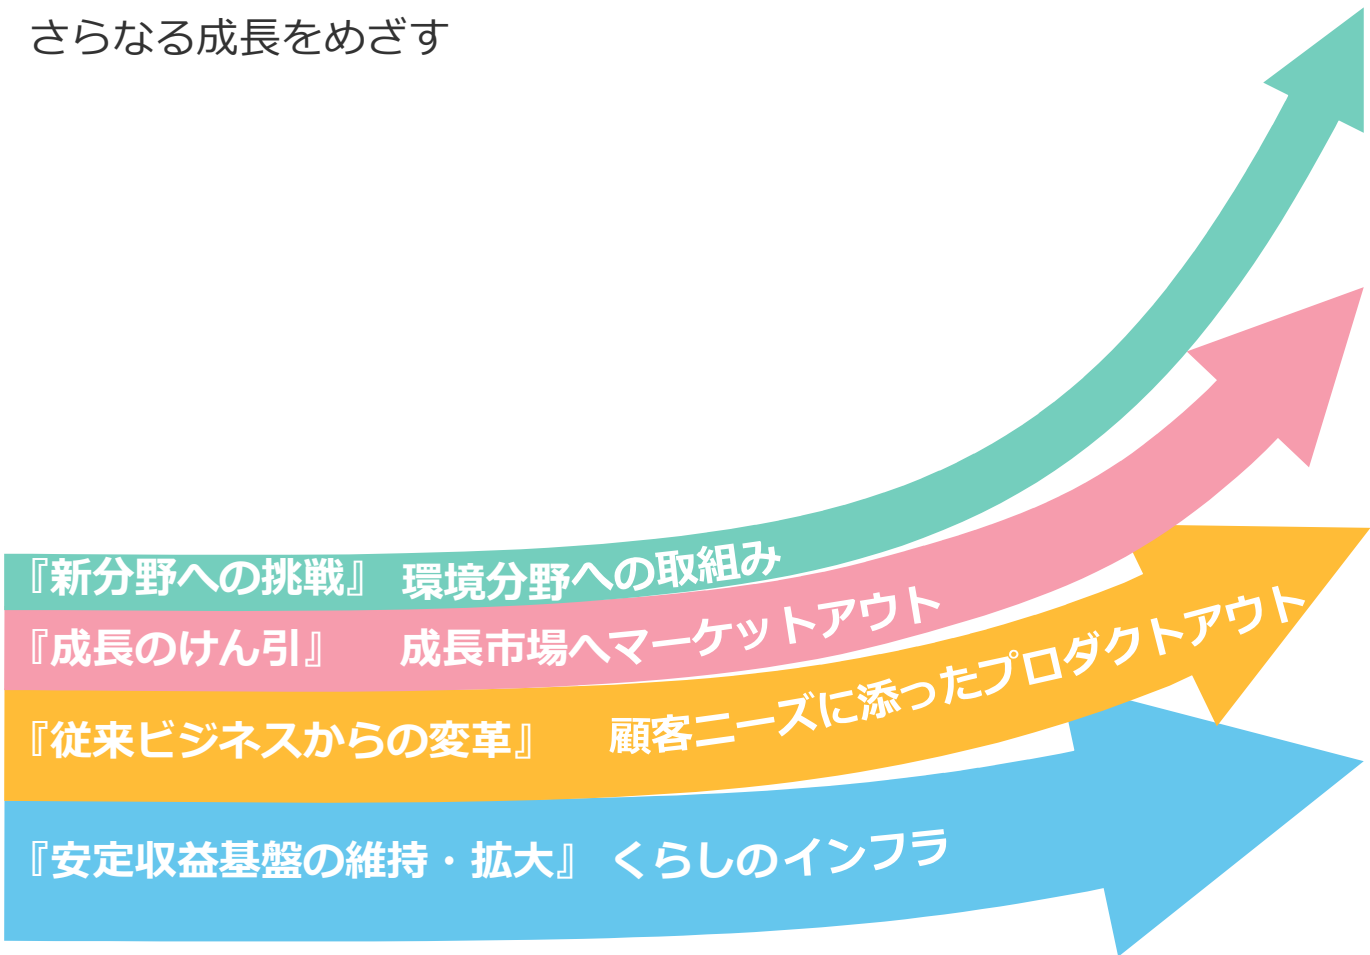 さらなる成長をめざす
『新分野への挑戦』 環境分野への取組み
『成長のけん引』 成長市場へマーケットアウト
『従来ビジネスからの変革』 顧客ニーズに添ったプロダクトアウト
『安定収益基盤の維持・拡大』 くらしのインフラ